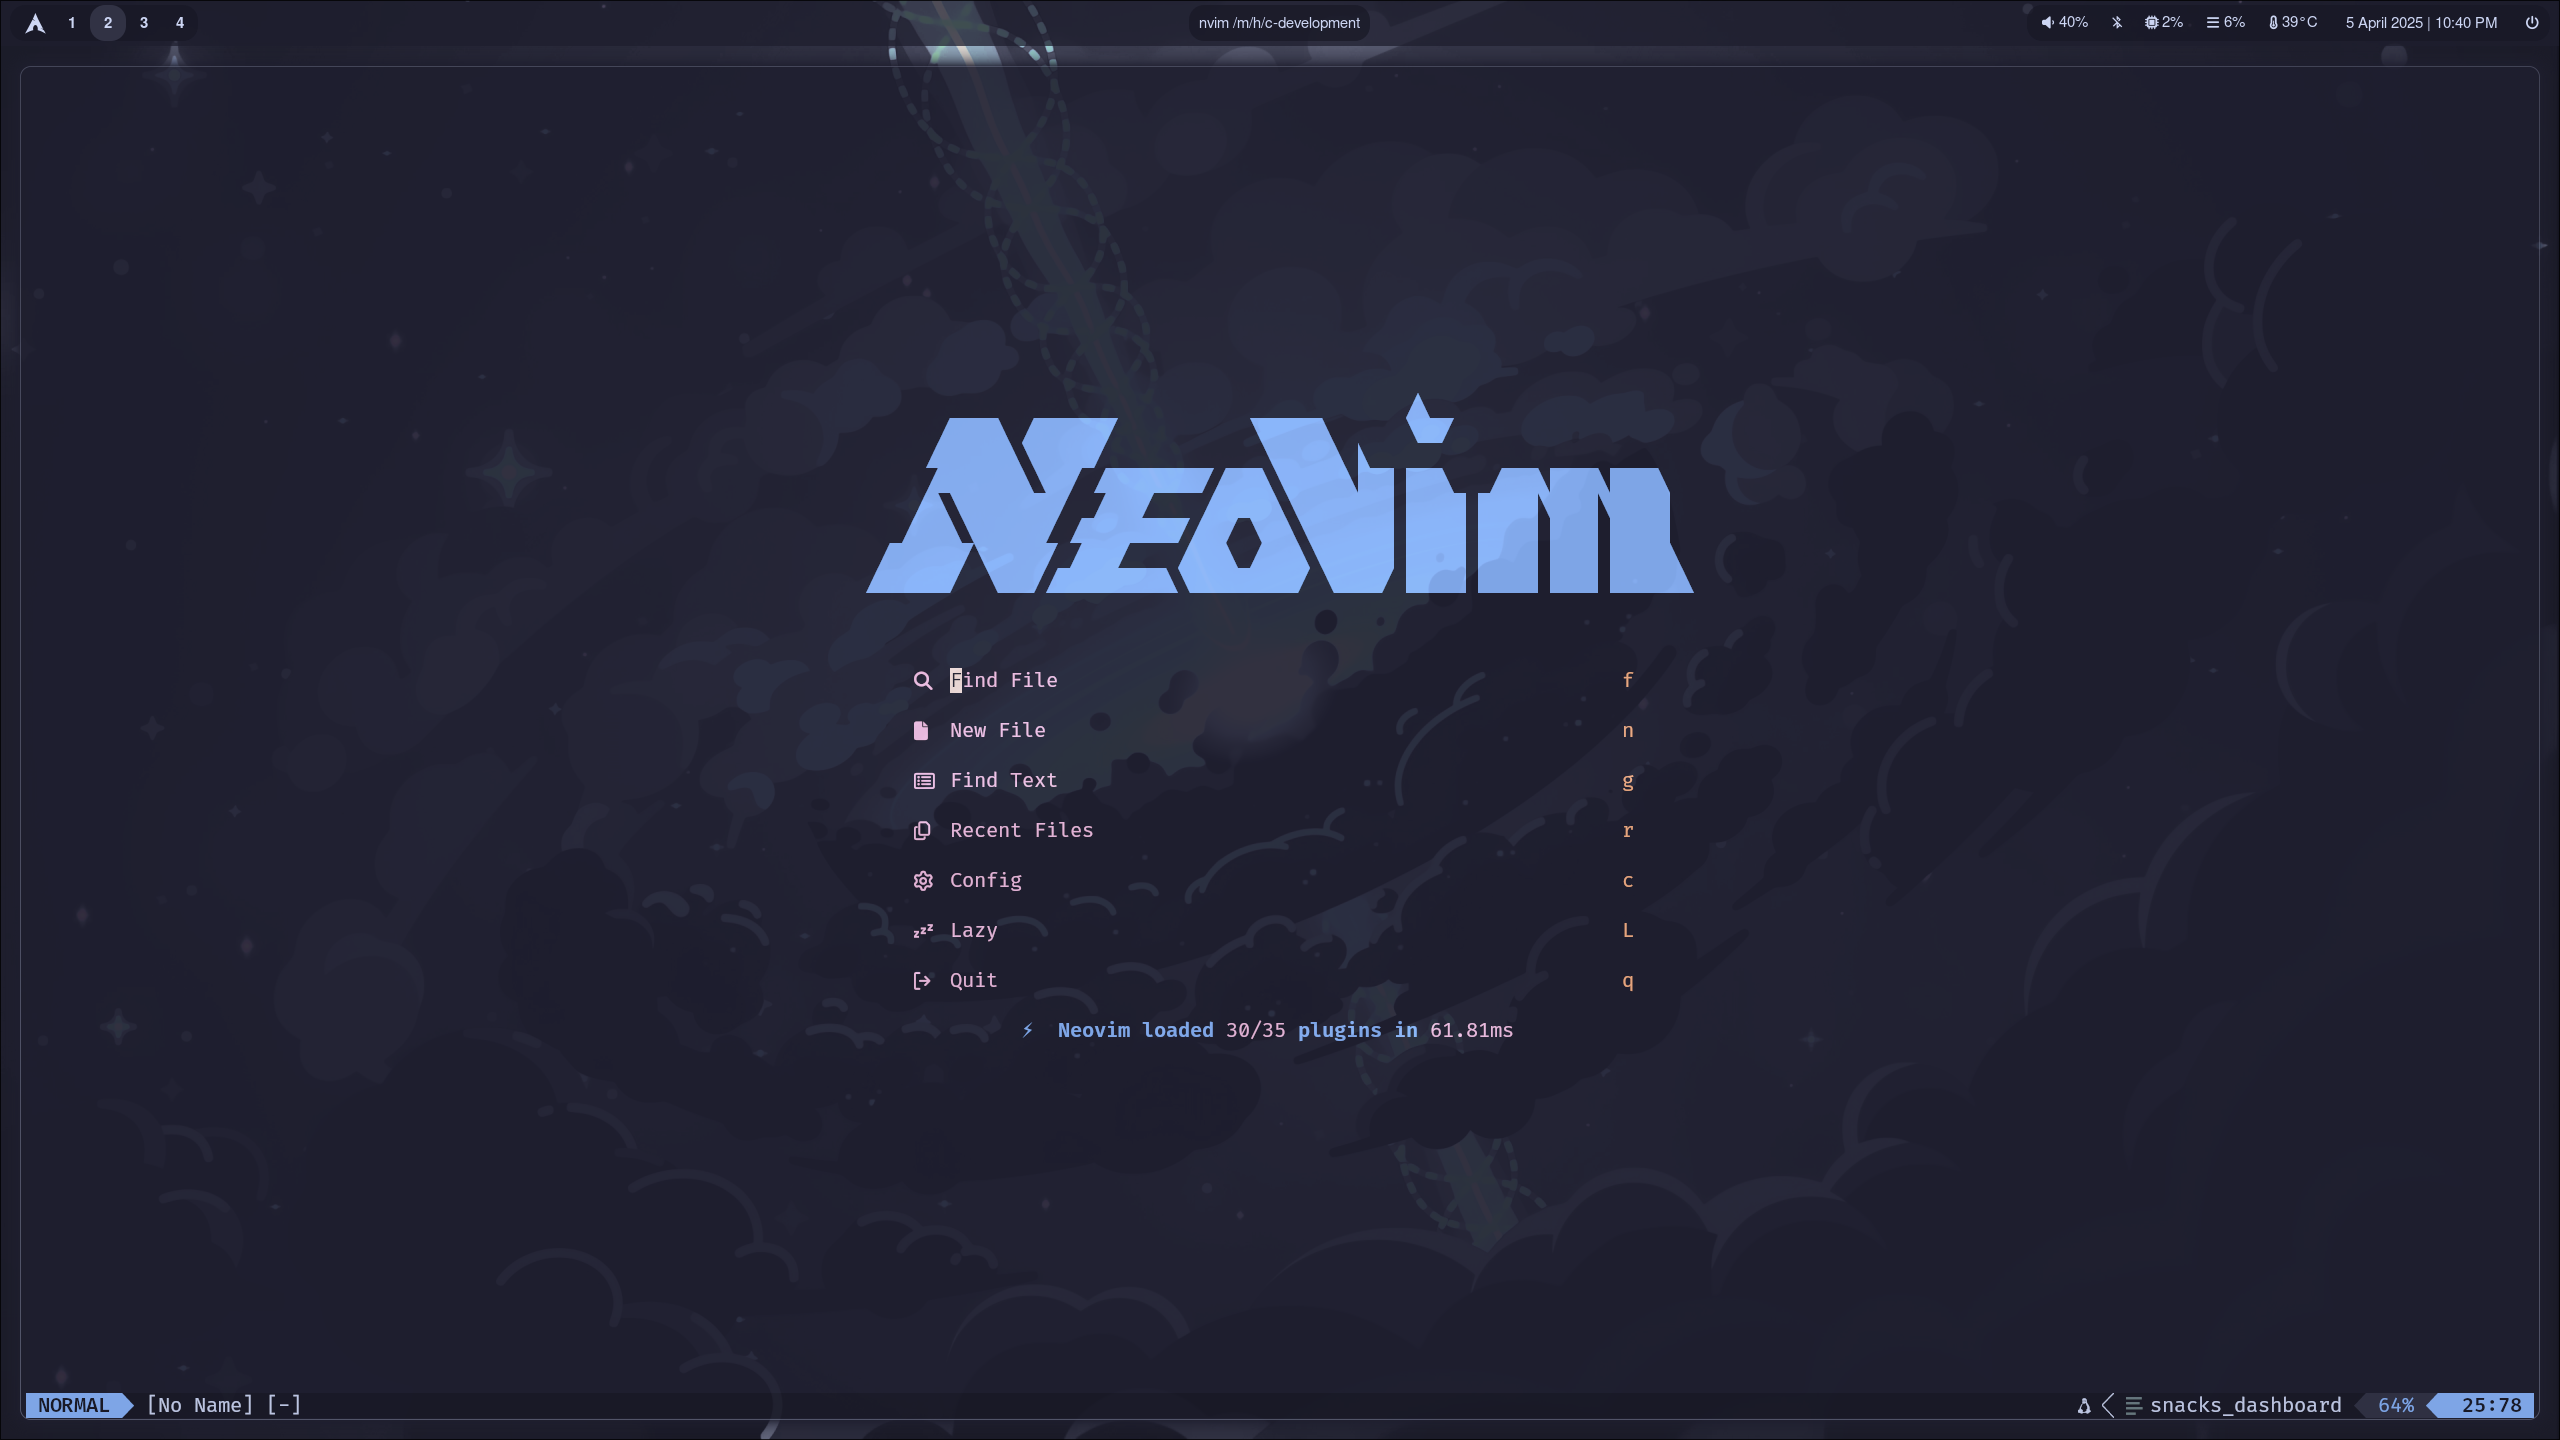 1 2 3 4
nvim /m/h/c-development
40% 2% 6% 39°C 5 April 2025 | 10:40 PM
NEOVim
Find File f
New File n
Find Text g
Recent Files r
Config c
Lazy L
Quit q
Neovim loaded 30/35 plugins in 61.81ms
NORMAL [No Name] [-] snacks_dashboard 64% 25:78